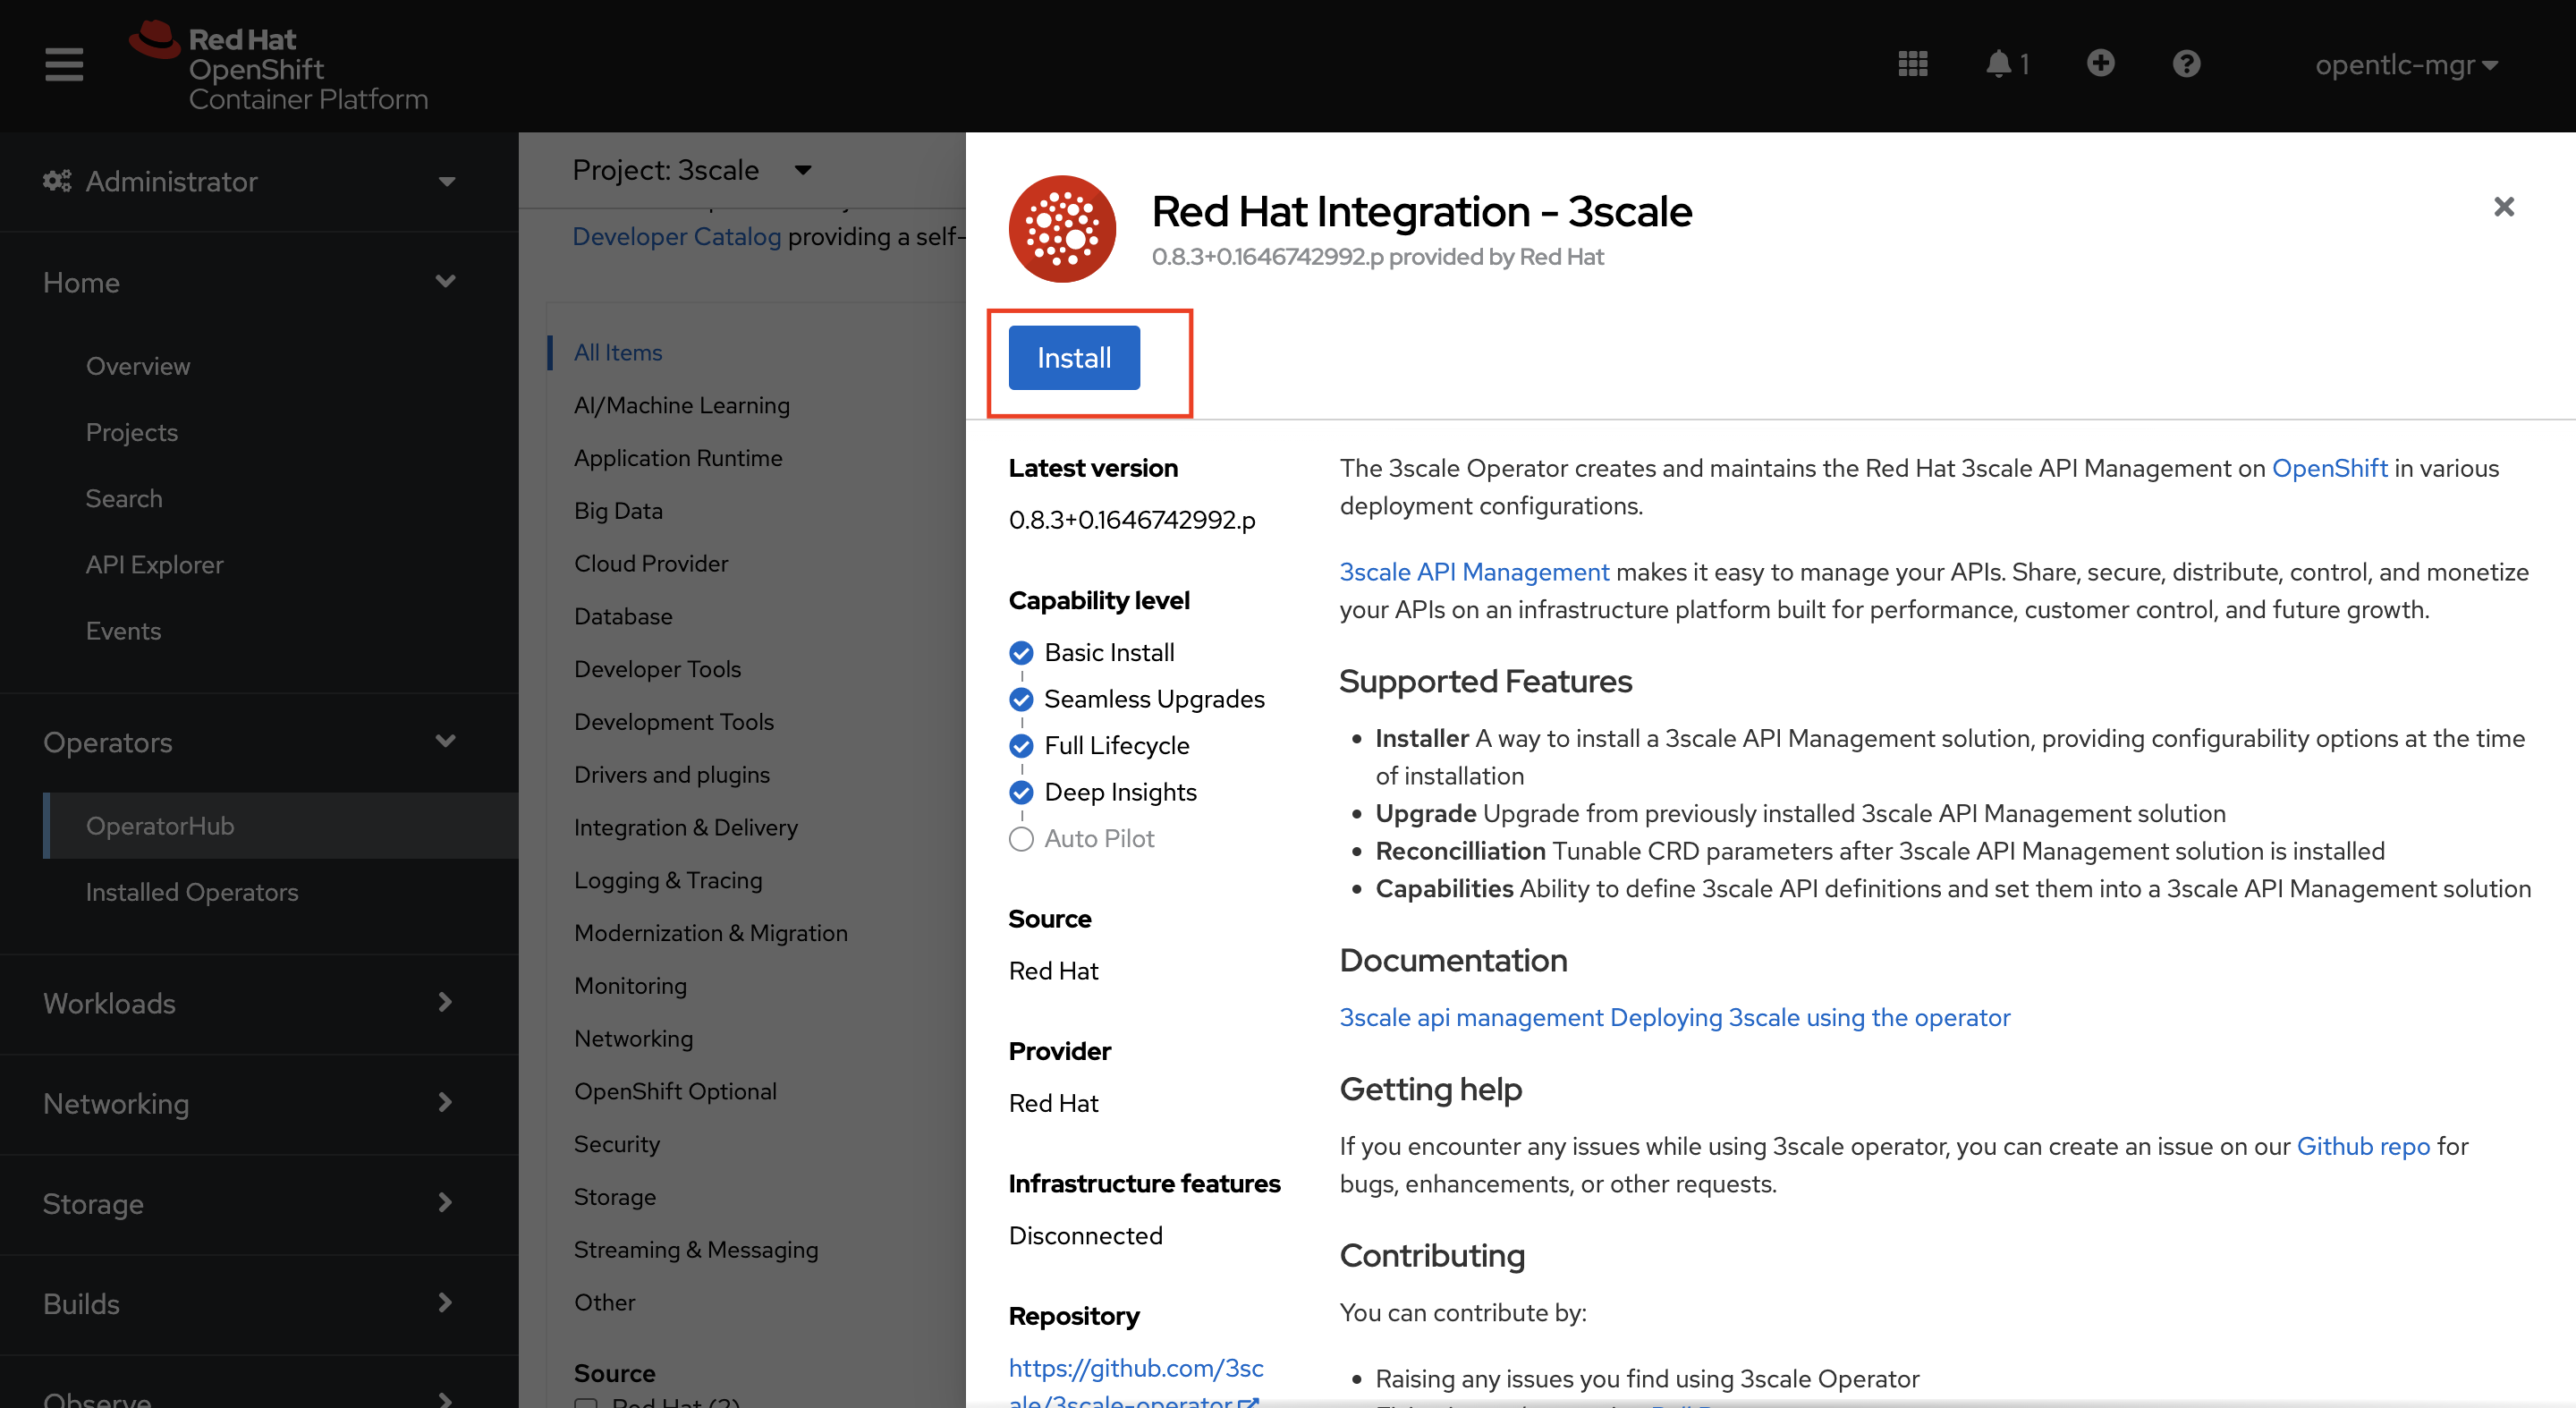 Red Hat
OpenShift
Container Platform
1
opentlc-mgr
Administrator
Home
Overview
Projects
Search
API Explorer
Events
Operators
OperatorHub
Installed Operators
Workloads
Networking
Storage
Builds
Observe
Project: 3scale
Developer Catalog providing a self-
All Items
AI/Machine Learning
Application Runtime
Big Data
Cloud Provider
Database
Developer Tools
Development Tools
Drivers and plugins
Integration & Delivery
Logging & Tracing
Modernization & Migration
Monitoring
Networking
OpenShift Optional
Security
Storage
Streaming & Messaging
Other
Source
Red Hat (2)
Red Hat Integration - 3scale
0.8.3+0.1646742992.p provided by Red Hat
Install
Latest version
0.8.3+0.1646742992.p
Capability level
Basic Install
Seamless Upgrades
Full Lifecycle
Deep Insights
Auto Pilot
Source
Red Hat
Provider
Red Hat
Infrastructure features
Disconnected
Repository
https://github.com/3sc
ale/3scale-operator
The 3scale Operator creates and maintains the Red Hat 3scale API Management on OpenShift in various
deployment configurations.
3scale API Management makes it easy to manage your APIs. Share, secure, distribute, control, and monetize
your APIs on an infrastructure platform built for performance, customer control, and future growth.
Supported Features
• Installer A way to install a 3scale API Management solution, providing configurability options at the time
of installation
• Upgrade Upgrade from previously installed 3scale API Management solution
• Reconcilliation Tunable CRD parameters after 3scale API Management solution is installed
• Capabilities Ability to define 3scale API definitions and set them into a 3scale API Management solution
Documentation
3scale api management Deploying 3scale using the operator
Getting help
If you encounter any issues while using 3scale operator, you can create an issue on our Github repo for
bugs, enhancements, or other requests.
Contributing
You can contribute by:
• Raising any issues you find using 3scale Operator